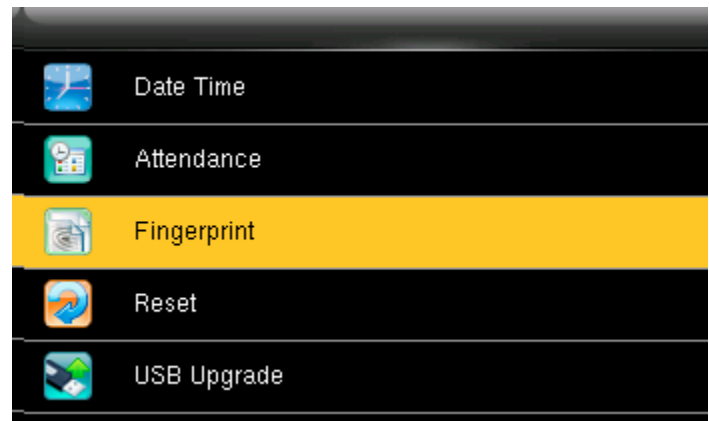 Date Time
Attendance
Fingerprint
Reset
USB Upgrade